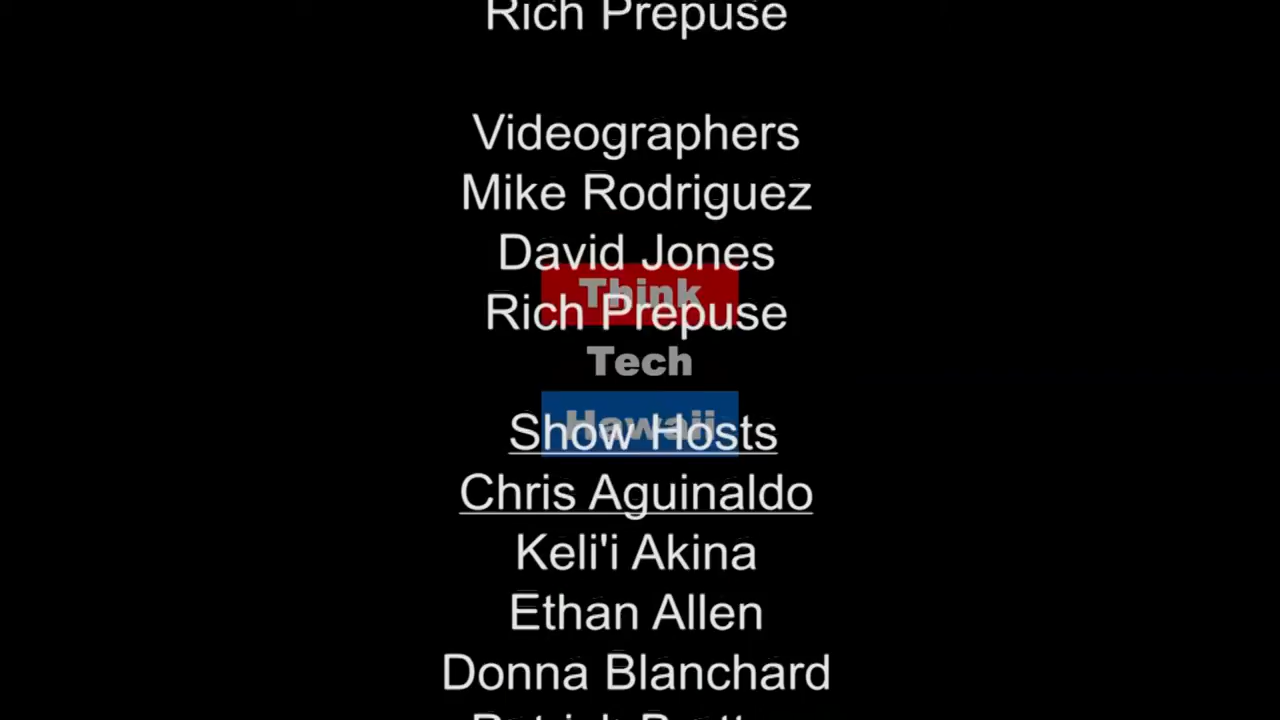 Rich Prepuse
Videographers
Mike Rodriguez
David Jones
Think
Rich Prepuse
Tech
Hawaii
Show Hosts
Chris Aguinaldo
Keli'i Akina
Ethan Allen
Donna Blanchard